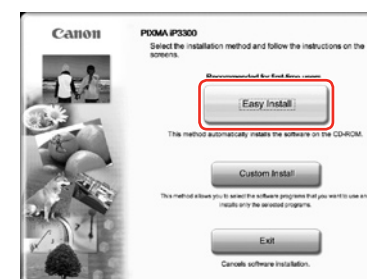 Canon
PIXMA iP3300
Select the installation method and follow the instructions on the
screens.
Recommended for first-time users
Easy Install
This method automatically installs the software on the CD-ROM.
Custom Install
This method allows you to select the software programs that you want to use an
installs only the selected programs.
Exit
Cancels software installation.